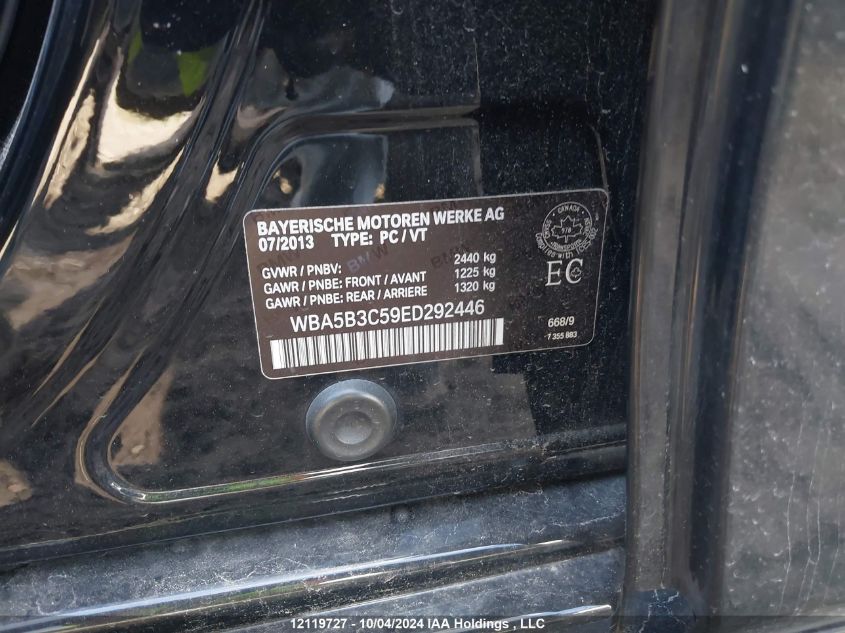 BAYERISCHE MOTOREN WERKE AG
07/2013 TYPE: PC / VT
GVWR / PNBV: 2440 kg
GAWR / PNBE: FRONT / AVANT 1225 kg
GAWR / PNBE: REAR / ARRIERE 1320 kg
WBA5B3C59ED292446
CANADA
EC
668/9
7 355 883
12119727 - 10/04/2024 IAA Holdings , OTC